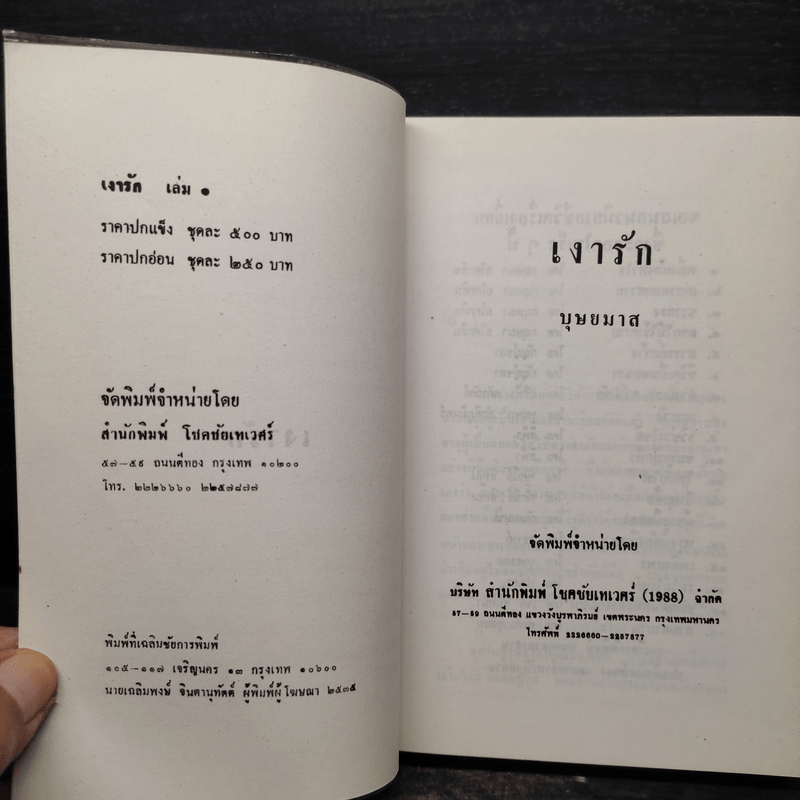 เงารัก เล่ม ๑
ราคาปกแข็ง ชุดละ ๕๐๐ บาท
ราคาปกอ่อน ชุดละ ๒๕๐ บาท
จัดพิมพ์จำหน่ายโดย
สำนักพิมพ์ โชคชัยเทเวศร์
๕๗-๕๙ ถนนตีทอง กรุงเทพ ๑๐๒๐๐
โทร. ๒๒๒๖๖๖๐ ๒๒๕๗๘๗๗
พิมพ์ที่เฉลิมชัยการพิมพ์
๑๑๕-๑๑๗ เจริญนคร ๑๓ กรุงเทพ ๑๐๖๐๐
นายเฉลิมพงษ์ จินตานุทัตต์ ผู้พิมพ์ผู้โฆษณา ๒๕๓๕
เงารัก
บุษยมาส
จัดพิมพ์จำหน่ายโดย
บริษัท สำนักพิมพ์ โชคชัยเทเวศร์ (1988) จำกัด
57-59 ถนนตีทอง แขวงวังบูรพาภิรมย์ เขตพระนคร กรุงเทพมหานคร
โทรศัพท์ 2226660-2257877